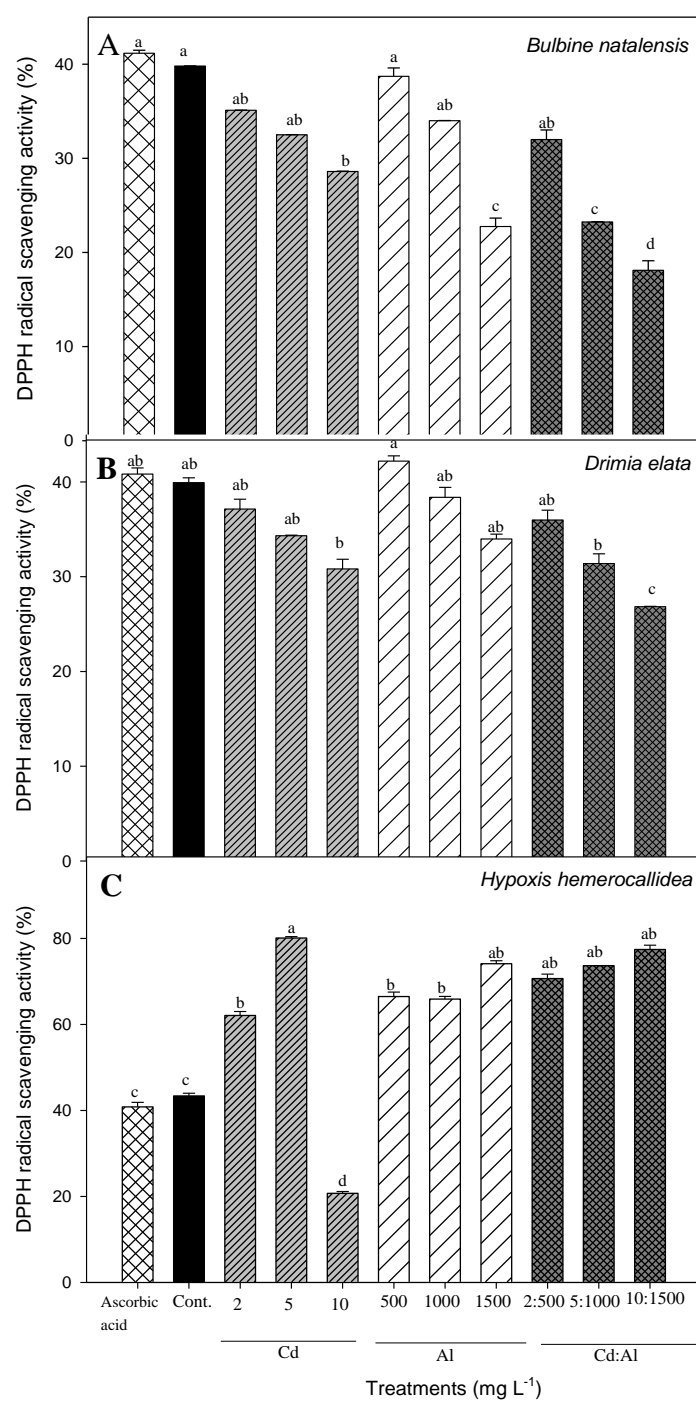 A
Bulbine natalensis
DPPH radical scavenging activity (%)
40
30
20
10
0
a
a
ab
ab
b
a
ab
c
ab
c
d
B
Drimia elata
DPPH radical scavenging activity (%)
40
30
20
10
0
ab
ab
ab
ab
b
a
ab
ab
ab
b
c
C
Hypoxis hemerocallidea
DPPH radical scavenging activity (%)
80
60
40
20
0
c
c
b
a
d
b
b
ab
ab
ab
ab
Ascorbic
acid
Cont.
2
5
10
500
1000
1500
2:500
5:1000
10:1500
Cd
Al
Cd:Al
Treatments (mg L⁻¹)